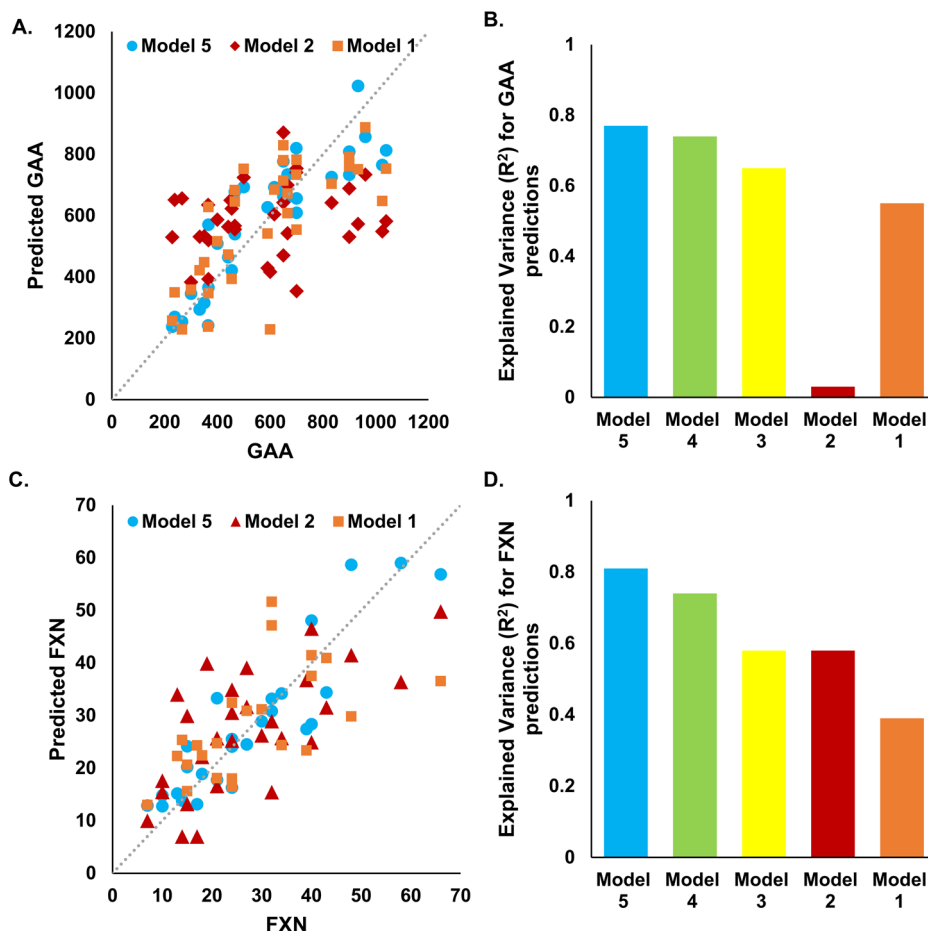 A.
Model 5 Model 2 Model 1
1200
1000
800
600
400
200
0
Predicted GAA
0 200 400 600 800 1000 1200
GAA
B.
Explained Variance (R²) for GAA
predictions
1
0.8
0.6
0.4
0.2
0
Model Model Model Model Model
5 4 3 2 1
C.
Model 5 Model 2 Model 1
70
60
50
40
30
20
10
0
Predicted FXN
0 10 20 30 40 50 60 70
FXN
D.
Explained Variance (R²) for FXN
predictions
1
0.8
0.6
0.4
0.2
0
Model Model Model Model Model
5 4 3 2 1